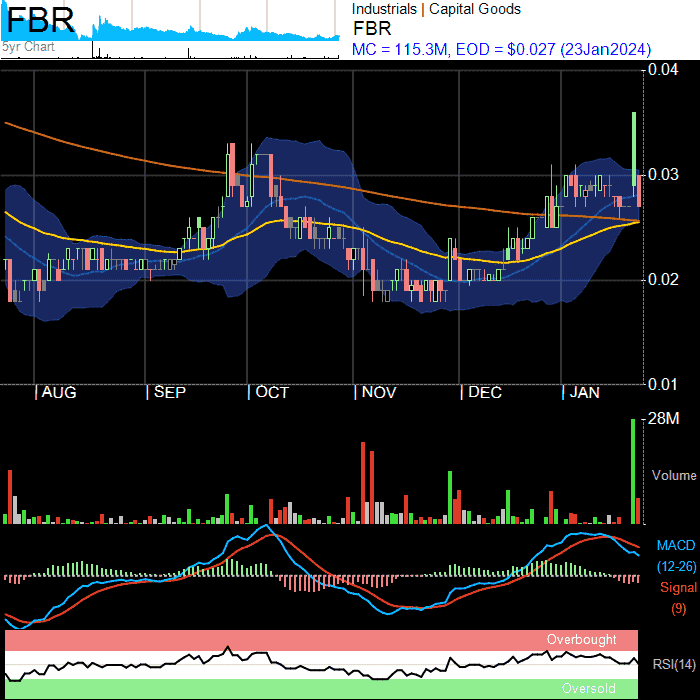 FBR
5yr Chart
Industrials | Capital Goods
FBR
MC = 115.3M, EOD = $0.027 (23Jan2024)
0.04
0.03
0.02
0.01
| AUG | SEP | OCT | NOV | DEC | JAN
28M
Volume
MACD
(12-26)
Signal
(9)
Overbought
RSI(14)
Oversold